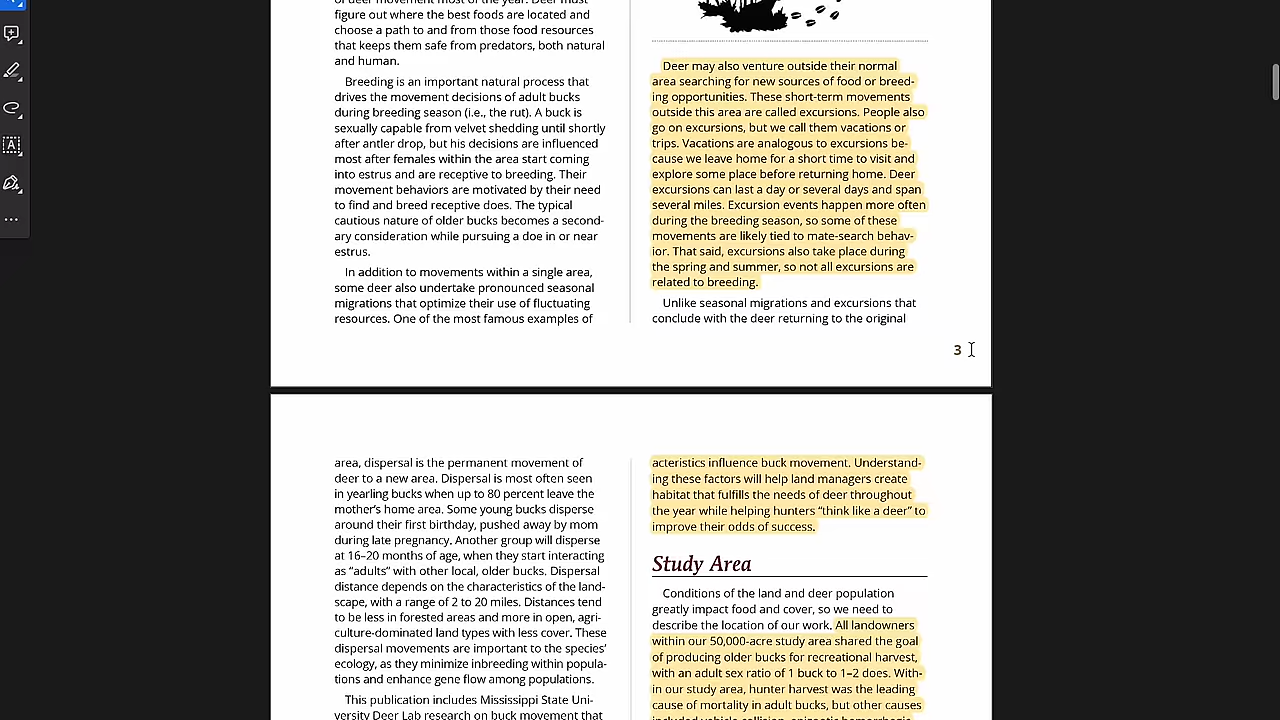 of deer movement most of the year. Deer must
figure out where the best foods are located and
choose a path to and from those food resources
that keeps them safe from predators, both natural
and human.
Breeding is an important natural process that
drives the movement decisions of adult bucks
during breeding season (i.e., the rut). A buck is
sexually capable from velvet shedding until shortly
after antler drop, but his decisions are influenced
most after females within the area start coming
into estrus and are receptive to breeding. Their
movement behaviors are motivated by their need
to find and breed receptive does. The typical
cautious nature of older bucks becomes a second-
ary consideration while pursuing a doe in or near
estrus.
In addition to movements within a single area,
some deer also undertake pronounced seasonal
migrations that optimize their use of fluctuating
resources. One of the most famous examples of
Deer may also venture outside their normal
area searching for new sources of food or breed-
ing opportunities. These short-term movements
outside this area are called excursions. People also
go on excursions, but we call them vacations or
trips. Vacations are analogous to excursions be-
cause we leave home for a short time to visit and
explore some place before returning home. Deer
excursions can last a day or several days and span
several miles. Excursion events happen more often
during the breeding season, so some of these
movements are likely tied to mate-search behav-
ior. That said, excursions also take place during
the spring and summer, so not all excursions are
related to breeding.
Unlike seasonal migrations and excursions that
conclude with the deer returning to the original
3
area, dispersal is the permanent movement of
deer to a new area. Dispersal is most often seen
in yearling bucks when up to 80 percent leave the
mother's home area. Some young bucks disperse
around their first birthday, pushed away by mom
during late pregnancy. Another group will disperse
at 16–20 months of age, when they start interacting
as “adults” with other local, older bucks. Dispersal
distance depends on the characteristics of the land-
scape, with a range of 2 to 20 miles. Distances tend
to be less in forested areas and more in open, agri-
culture-dominated land types with less cover. These
dispersal movements are important to the species’
ecology, as they minimize inbreeding within popula-
tions and enhance gene flow among populations.
This publication includes Mississippi State Uni-
versity Deer Lab research on buck movement that
acteristics influence buck movement. Understand-
ing these factors will help land managers create
habitat that fulfills the needs of deer throughout
the year while helping hunters “think like a deer” to
improve their odds of success.
Study Area
Conditions of the land and deer population
greatly impact food and cover, so we need to
describe the location of our work. All landowners
within our 50,000-acre study area shared the goal
of producing older bucks for recreational harvest,
with an adult sex ratio of 1 buck to 1–2 does. With-
in our study area, hunter harvest was the leading
cause of mortality in adult bucks, but other causes
included vehicle collision, epizootic hemorrhagic